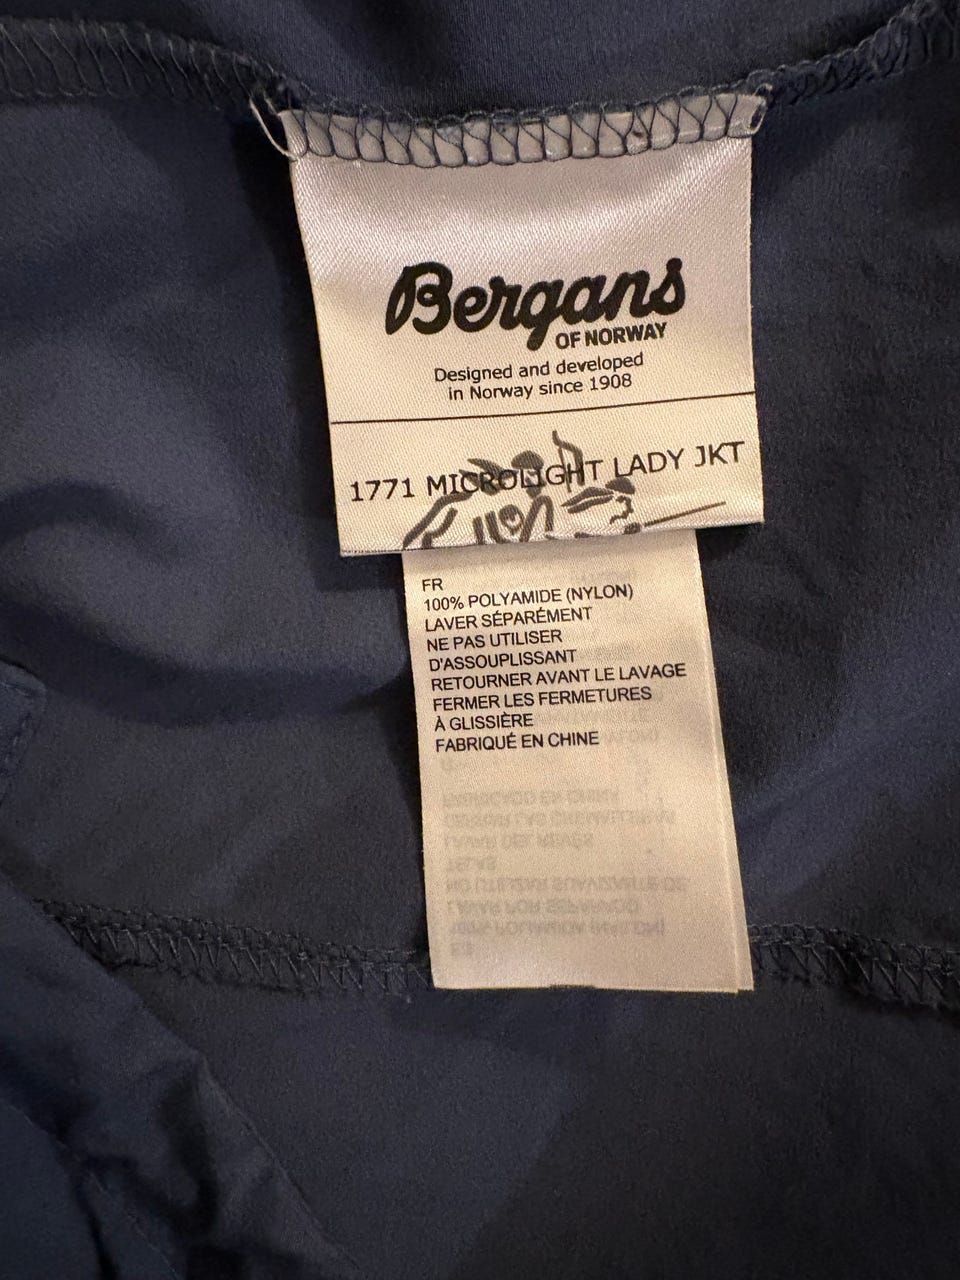 Bergans
OF NORWAY
Designed and developed
in Norway since 1908
1771 MICROLIGHT LADY JKT
FR
100% POLYAMIDE (NYLON)
LAVER SÉPARÉMENT
NE PAS UTILISER
D'ASSOUPLISSANT
RETOURNER AVANT LE LAVAGE
FERMER LES FERMETURES
À GLISSIÈRE
FABRIQUÉ EN CHINE